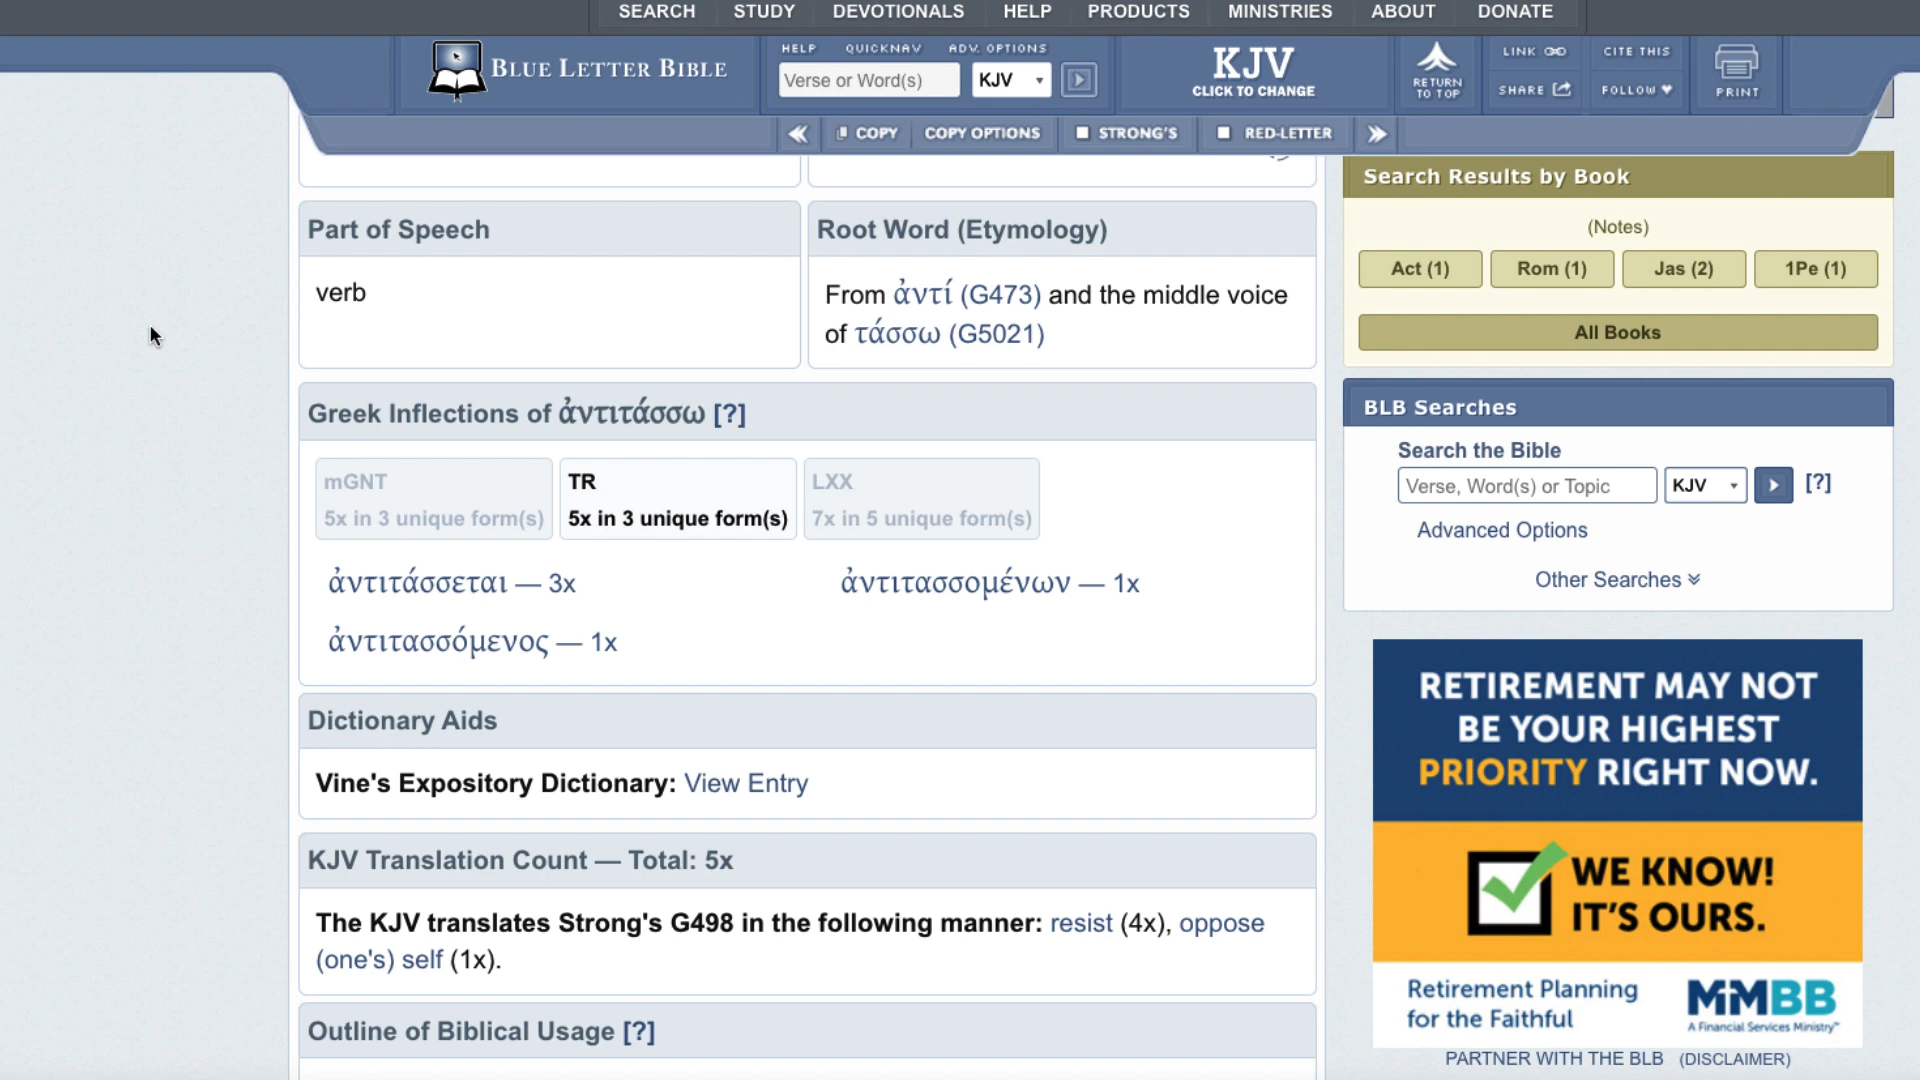 SEARCH STUDY DEVOTIONALS HELP PRODUCTS MINISTRIES ABOUT DONATE
BLUE LETTER BIBLE
HELP QUICKNAV ADV. OPTIONS
Verse or Word(s) KJV
KJV
CLICK TO CHANGE
RETURN
TO TOP
LINK CITE THIS
SHARE FOLLOW
PRINT
COPY COPY OPTIONS STRONG'S RED-LETTER
Part of Speech
verb
Root Word (Etymology)
From ἀντί (G473) and the middle voice
of τάσσω (G5021)
Greek Inflections of ἀντιτάσσω [?]
mGNT
5x in 3 unique form(s)
TR
5x in 3 unique form(s)
LXX
7x in 5 unique form(s)
ἀντιτάσσεται — 3x
ἀντιτασσομένων — 1x
ἀντιτασσόμενος — 1x
Dictionary Aids
Vine's Expository Dictionary: View Entry
KJV Translation Count — Total: 5x
The KJV translates Strong's G498 in the following manner: resist (4x), oppose
(one's) self (1x).
Outline of Biblical Usage [?]
Search Results by Book
(Notes)
Act (1) Rom (1) Jas (2) 1Pe (1)
All Books
BLB Searches
Search the Bible
Verse, Word(s) or Topic KJV [?]
Advanced Options
Other Searches
RETIREMENT MAY NOT
BE YOUR HIGHEST
PRIORITY RIGHT NOW.
WE KNOW!
IT'S OURS.
Retirement Planning
for the Faithful
MMBB
A Financial Services Ministry
PARTNER WITH THE BLB (DISCLAIMER)